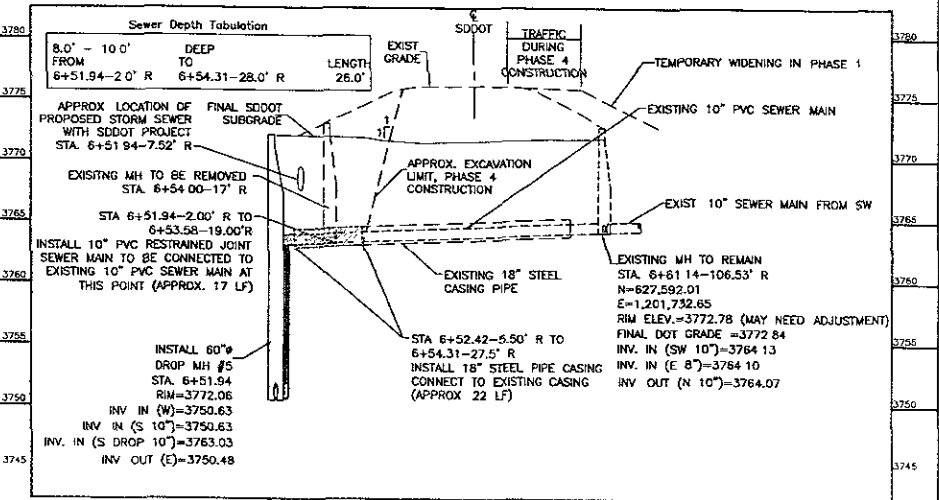 Sewer Depth Tabulation
8.0' - 10 0' DEEP
FROM TO LENGTH
6+51.94-2.0' R 6+54.31-28.0' R 26.0'
℄
SDDOT
TRAFFIC
DURING
PHASE 4
CONSTRUCTION
EXIST
GRADE
TEMPORARY WIDENING IN PHASE 1
EXISTING 10" PVC SEWER MAIN
APPROX LOCATION OF
PROPOSED STORM SEWER
WITH SDDOT PROJECT
STA. 6+51 94-7.52' R
FINAL SDDOT
SUBGRADE
1
1
APPROX. EXCAVATION
LIMIT, PHASE 4
CONSTRUCTION
EXISITNG MH TO BE REMOVED
STA. 6+54 00-17' R
STA 6+51.94-2.00' R TO
6+53.58-19.00'R
INSTALL 10" PVC RESTRAINED JOINT
SEWER MAIN TO BE CONNECTED TO
EXISTING 10" PVC SEWER MAIN AT
THIS POINT (APPROX. 17 LF)
EXIST 10" SEWER MAIN FROM SW
EXISTING 18" STEEL
CASING PIPE
EXISTING MH TO REMAIN
STA. 6+61 14-106.53' R
N=627,592.01
E=1,201,732.65
RIM ELEV.=3772.78 (MAY NEED ADJUSTMENT)
FINAL DOT GRADE =3772 84
INV. IN (SW 10")=3764 13
INV. IN (E 8")=3764 10
INV OUT (N 10")=3764.07
STA 6+52.42-5.50' R TO
6+54.31-27.5' R
INSTALL 18" STEEL PIPE CASING
CONNECT TO EXISTING CASING
(APPROX 22 LF)
INSTALL 60"ø
DROP MH #5
STA. 6+51.94
RIM=3772.06
INV IN (W)=3750.63
INV IN (S 10")=3750.63
INV. IN (S DROP 10")=3763.03
INV OUT (E)=3750.48
3780
3775
3770
3765
3760
3755
3750
3745
3780
3775
3770
3765
3760
3755
3750
3745